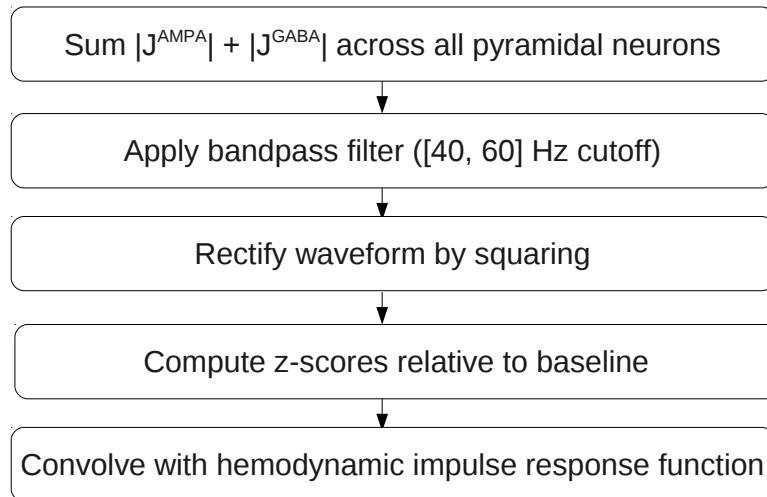 Sum |J^AMPA| + |J^GABA| across all pyramidal neurons
Apply bandpass filter ([40, 60] Hz cutoff)
Rectify waveform by squaring
Compute z-scores relative to baseline
Convolve with hemodynamic impulse response function